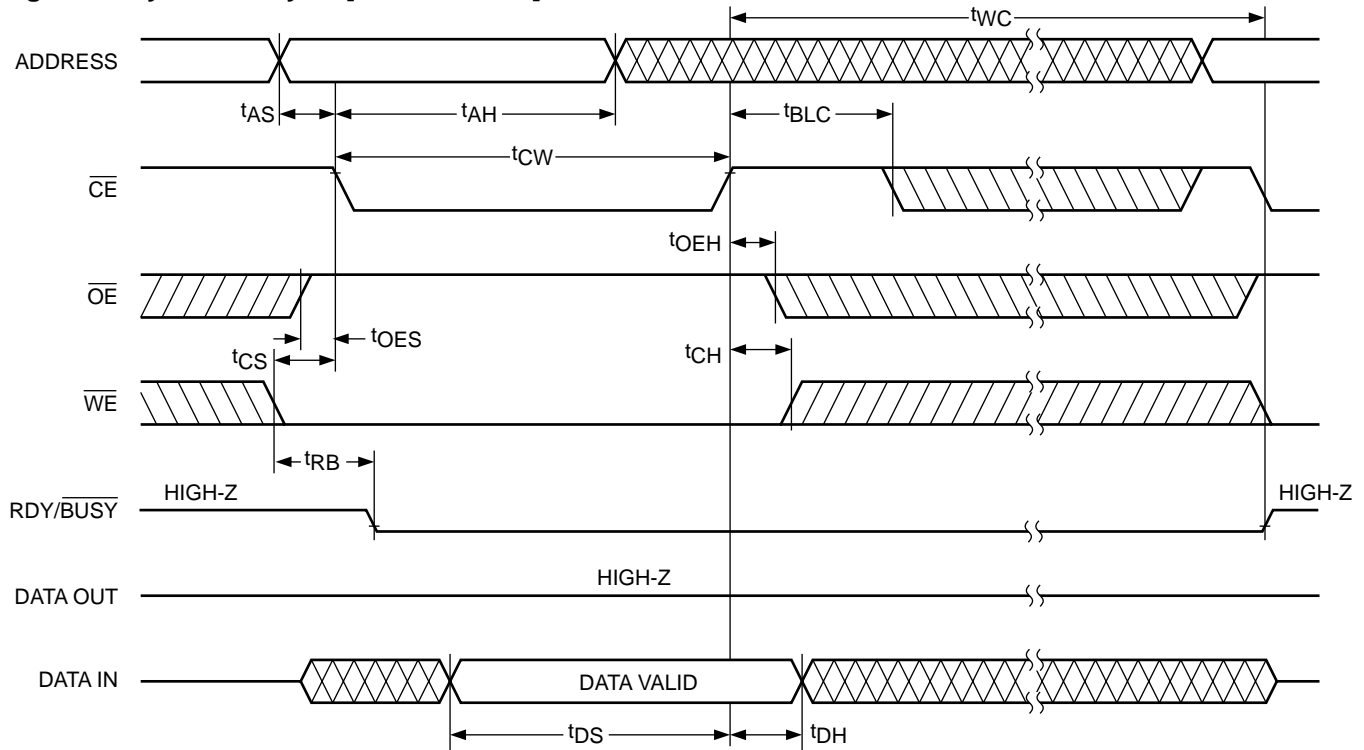 tWC
ADDRESS
tAS
tAH
tBLC
tCW
CE
tOEH
OE
tOES
tCS
tCH
WE
tRB
HIGH-Z
HIGH-Z
RDY/BUSY
HIGH-Z
DATA OUT
DATA IN
DATA VALID
tDS
tDH